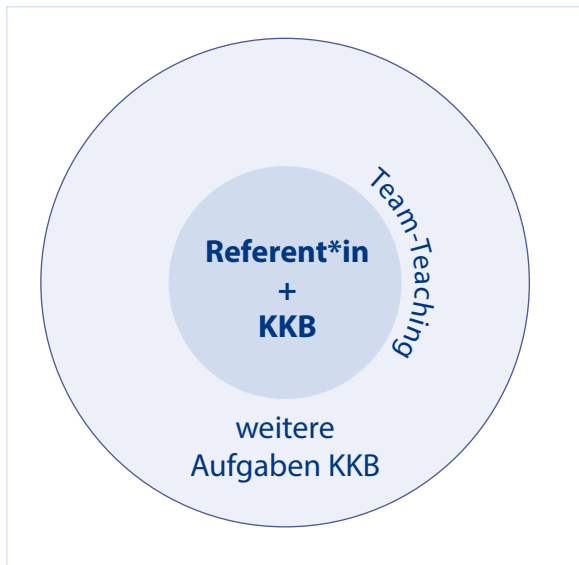 Team-Teaching
Referent*in
+
KKB
weitere
Aufgaben KKB